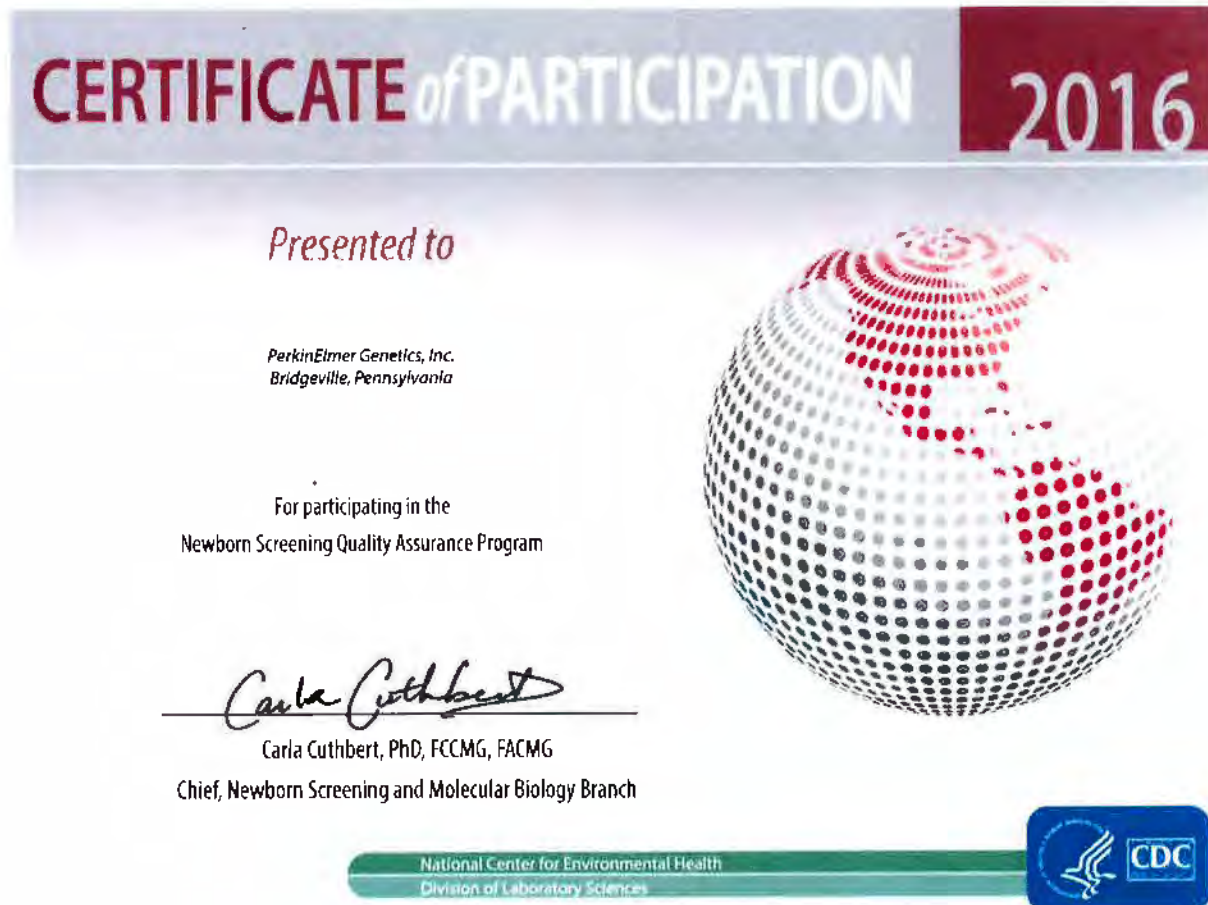 CERTIFICATE of PARTICIPATION
2016
Presented to
PerkinElmer Genetics, Inc.
Bridgeville, Pennsylvania
For participating in the
Newborn Screening Quality Assurance Program
Carla Cuthbert
Carla Cuthbert, PhD, FCCMG, FACMG
Chief, Newborn Screening and Molecular Biology Branch
National Center for Environmental Health
Division of Laboratory Sciences
CDC